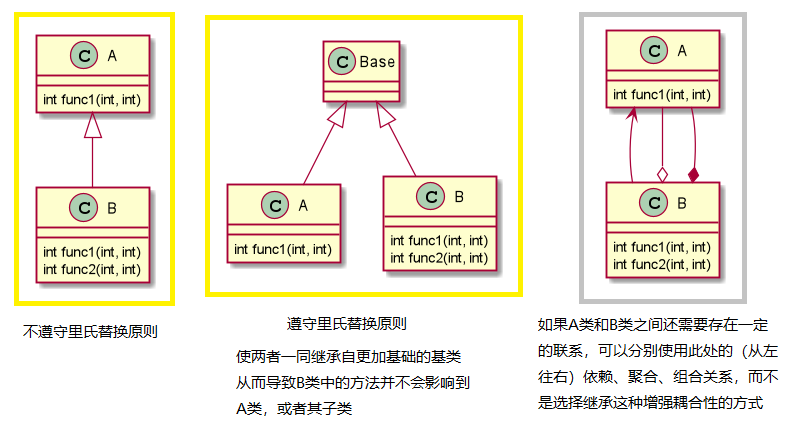 C A
int func1(int, int)
C B
int func1(int, int)
int func2(int, int)
不遵守里氏替换原则
C Base
C A
int func1(int, int)
C B
int func1(int, int)
int func2(int, int)
遵守里氏替换原则
使两者一同继承自更加基础的基类
从而导致B类中的方法并不会影响到
A类，或者其子类
C A
int func1(int, int)
C B
int func1(int, int)
int func2(int, int)
如果A类和B类之间还需要存在一定
的联系，可以分别使用此处的（从左
往右）依赖、聚合、组合关系，而不
是选择继承这种增强耦合性的方式